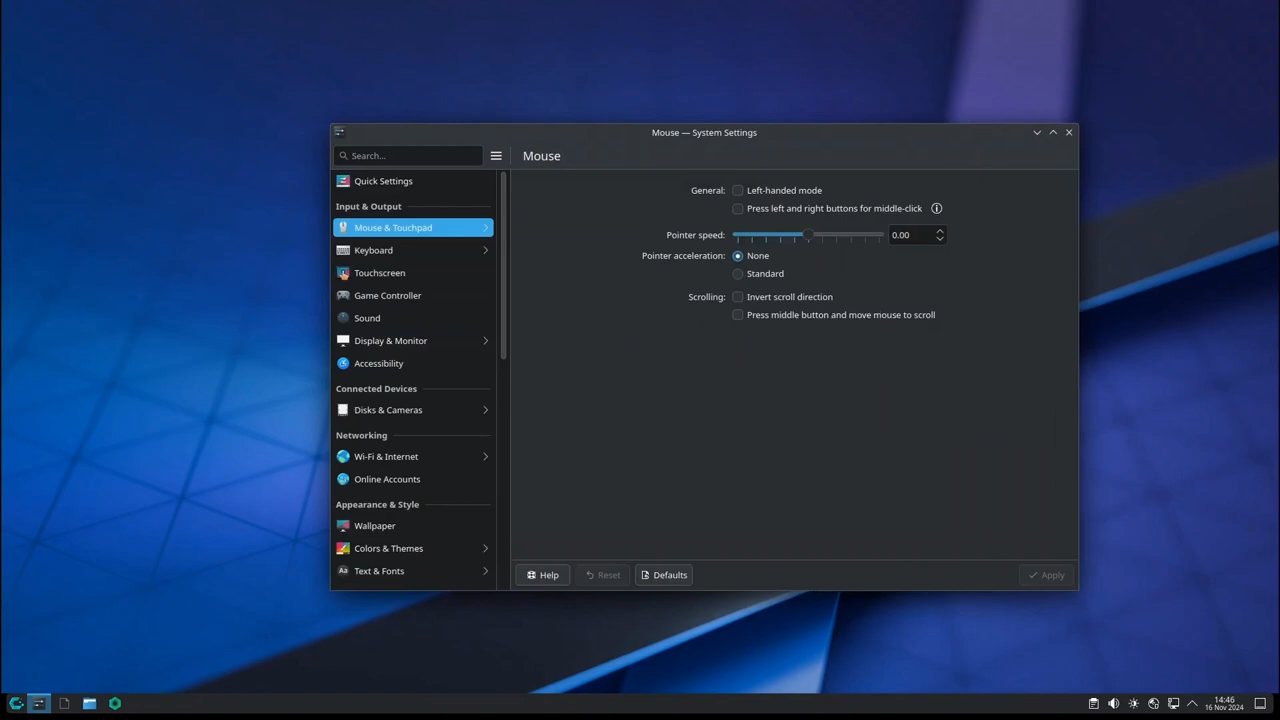 Mouse — System Settings
Search...
Mouse
Quick Settings
Input & Output
Mouse & Touchpad
Keyboard
Touchscreen
Game Controller
Sound
Display & Monitor
Accessibility
Connected Devices
Disks & Cameras
Networking
Wi-Fi & Internet
Online Accounts
Appearance & Style
Wallpaper
Colors & Themes
Aa Text & Fonts
General: Left-handed mode
Press left and right buttons for middle-click
Pointer speed: 0.00
Pointer acceleration: None
Standard
Scrolling: Invert scroll direction
Press middle button and move mouse to scroll
Help Reset Defaults Apply
14:46
16 Nov 2024